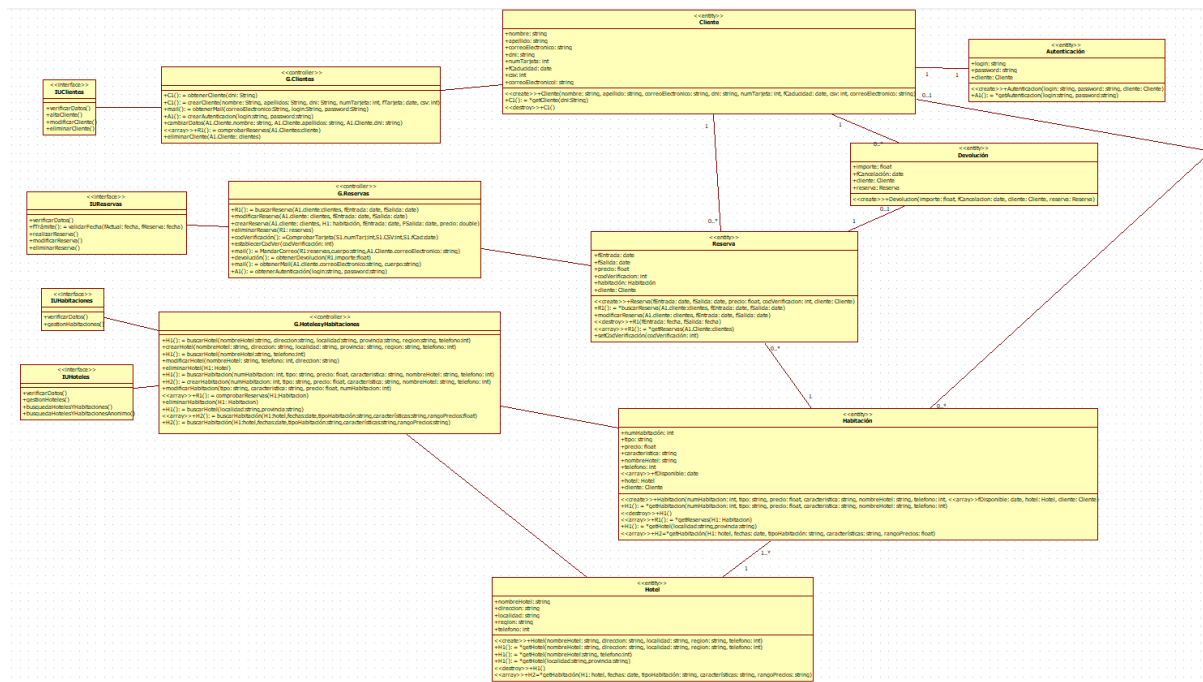 <<entity>>
Cliente
+nombre: string
+apellido: string
+correoElectronico: string
+dni: string
+numTarjeta: int
+fCaducidad: date
+csv: int
+correoElectronicol: string
<<create>>+Cliente(nombre: string, apellido: string, correoElectronico: string, dni: string, numTarjeta: int, fCaducidad: date, csv: int, correoElectronicol: string)
+C1(): = *getCliente(dni:String)
<<destroy>>+C1()
<<entity>>
Autenticación
+login: string
+password: string
+cliente: Cliente
<<create>>+Autenticacion(login: string, password: string, cliente: Cliente)
+A1(): = *getAutenticacion(login:string, password:string)
1
1
0..1
<<controller>>
G.Clientes
+C1(): = obtenerCliente(dni: String)
+C1(): = crearCliente(nombre: String, apellidos: String, dni: String, numTarjeta: int, fTarjeta: date, csv: int)
+mail(): = obtenerMail(correoElectronico:String, login:String, password:String)
+A1(): = crearAutenticacion(login:string, password:string)
+cambiarDatos(A1.Cliente.nombre: string, A1.Cliente.apellidos: string, A1.Cliente.dni: string)
<<array>>+R1(): = comprobarReservas(A1.Cliente:cliente)
+eliminarCliente(A1.Cliente: clientes)
<<interface>>
IUClientes
+verificarDatos()
+altaCliente()
+modificarCliente()
+eliminarCliente()
1
1
0..*
<<entity>>
Devolución
+importe: float
+fCancelación: date
+cliente: Cliente
+reserva: Reserva
<<create>>+Devolucion(importe: float, fCancelacion: date, cliente: Cliente, reserva: Reserva)
0..1
1
0..*
<<interface>>
IUReservas
+verificarDatos()
+fTrámite(): = validarFecha(fActual: fecha, fReserva: fecha)
+realizarReserva()
+modificarReserva()
+eliminarReserva()
<<controller>>
G.Reservas
+R1(): = buscarReserva(A1.cliente:clientes, fEntrada: date, fSalida: date)
+modificarReserva(A1.cliente: clientes, fEntrada: date, fSalida: date)
+crearReserva(A1.cliente: clientes, H1: habitación, fEntrada: date, FSalida: date, precio: double)
+eliminarReserva(R1: reservas)
+codVerificación(): =ComprobarTarjeta(S1.numTarj:int,S1.CSV:int,S1.fCad:date)
+establecerCodVer(codVerificación: int)
+mail(): = MandarCorreo(R1:reservas,cuerpo:string,A1.Cliente.correoElectronico: string)
+devolución(): = obtenerDevolucion(R1.importe:float)
+mail(): = obtenerMail(A1.cliente.correoElectronico:string, cuerpo:string)
+A1(): = obtenerAutenticación(login:string, password:string)
<<entity>>
Reserva
+fEntrada: date
+fSalida: date
+precio: float
+codVerificacion: int
+habitación: Habitación
+cliente: Cliente
<<create>>+Reserva(fEntrada: date, fSalida: date, precio: float, codVerificacion: int, cliente: Cliente)
+R1(): = *buscarReserva(A1.cliente:clientes, fEntrada: date, fSalida: date)
modificarReserva(A1.cliente: clientes, fEntrada: date, fSalida: date)
<<destroy>>+R1(fEntrada: fecha, fSalida: fecha)
<<array>>+R1(): = *getReservas(A1.Cliente:clientes)
+setCodVerificación(codVerificación: int)
0..*
1
<<interface>>
IUHabitaciones
+verificarDatos()
+gestionHabitaciones()
<<interface>>
IUHoteles
+verificarDatos()
+gestionHoteles()
+busquedaHotelesYHabitaciones()
+busquedaHotelesYHabitacionesAnonimo()
<<controller>>
G.HotelesyHabitaciones
+H1(): = buscarHotel(nombreHotel:string, direccion:string, localidad:string, provincia:string, region:string, telefono:int)
+crearHotel(nombreHotel: string, direccion: string, localidad: string, provincia: string, region: string, telefono: int)
+H1(): = buscarHotel(nombreHotel:string, telefono:int)
+modificarHotel(nombreHotel: string, telefono: int, direccion: string)
+eliminarHotel(H1: Hotel)
+H1(): = buscarHabitacion(numHabitacion: int, tipo: string, precio: float, característica: string, nombreHotel: string, telefono: int)
+H2(): = crearHabitacion(numHabitacion: int, tipo: string, precio: float, característica: string, nombreHotel: string, telefono: int)
+modificarHabitacion(tipo: string, característica: string, precio: float, numHabitacion: int)
<<array>>+R1(): = comprobarReservas(H1:Habitacion)
+eliminarHabitacion(H1: Habitacion)
+H1(): = buscarHotel(localidad:string,provincia:string)
<<array>>+H2(): = buscarHabitación(H1:hotel,fechas:date,tipoHabitación:string,características:string,rangoPrecios:float)
+H2(): = buscarHabitación(H1:hotel,fechas:date,tipoHabitación:string,características:string,rangoPrecios:string)
0..*
<<entity>>
Habitación
+numHabitación: int
+tipo: string
+precio: float
+característica: string
+nombreHotel: string
+telefono: int
<<array>>+fDisponible: date
+hotel: Hotel
+cliente: Cliente
<<create>>+Habitacion(numHabitacion: int, tipo: string, precio: float, característica: string, nombreHotel: string, telefono: int, <<array>>fDisponible: date, hotel: Hotel, cliente: Cliente)
+H1(): = *getHabitacion(numHabitacion: int, tipo: string, precio: float, característica: string, nombreHotel: string, telefono: int)
<<destroy>>+H1()
<<array>>+R1(): = *getReservas(H1: Habitacion)
+H1(): = *getHotel(localidad:string,provincia:string)
<<array>>+H2=*getHabitación(H1: hotel, fechas: date, tipoHabitación: string, características: string, rangoPrecios: float)
1..*
1
<<entity>>
Hotel
+nombreHotel: string
+direccion: string
+localidad: string
+region: string
+telefono: int
<<create>>+Hotel(nombreHotel: string, direccion: string, localidad: string, region: string, telefono: int)
+H1(): = *getHotel(nombreHotel: string, direccion: string, localidad: string, region: string, telefono: int)
+H1(): = *getHotel(nombreHotel:string, telefono:int)
+H1(): = *getHotel(localidad:string,provincia:string)
<<destroy>>+H1()
<<array>>+H2=*getHabitación(H1: hotel, fechas: date, tipoHabitación: string, características: string, rangoPrecios: string)